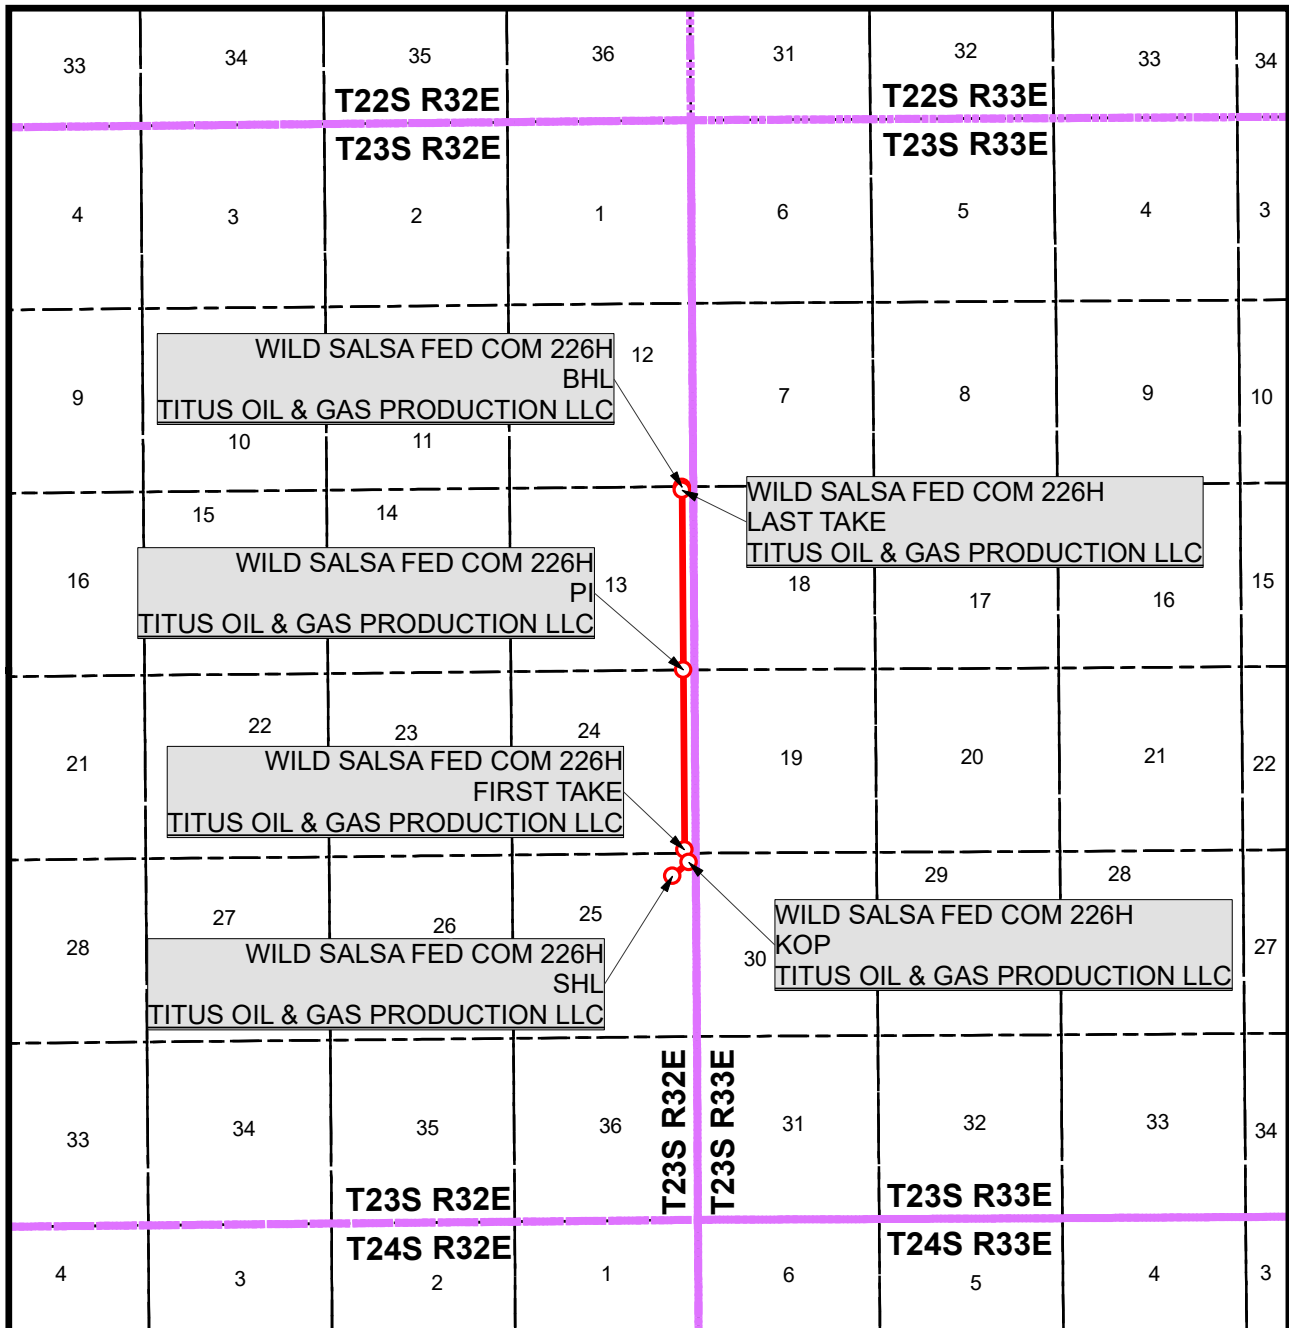 33 34 35 36 31 32 33 34
T22S R32E T22S R33E
T23S R32E T23S R33E
4 3 2 1 6 5 4 3
WILD SALSA FED COM 226H
BHL
TITUS OIL & GAS PRODUCTION LLC
12
9 7 8 9 10
10 11
WILD SALSA FED COM 226H
LAST TAKE
TITUS OIL & GAS PRODUCTION LLC
15 14
WILD SALSA FED COM 226H
PI
TITUS OIL & GAS PRODUCTION LLC
16 13 18 17 16 15
22 23 24
WILD SALSA FED COM 226H
FIRST TAKE
TITUS OIL & GAS PRODUCTION LLC
21 19 20 21 22
29 28
27 26 25
WILD SALSA FED COM 226H
KOP
TITUS OIL & GAS PRODUCTION LLC
WILD SALSA FED COM 226H
SHL
TITUS OIL & GAS PRODUCTION LLC
28 30 27
T23S R32E
T23S R33E
33 34 35 36 31 32 33 34
T23S R32E T23S R33E
T24S R32E T24S R33E
4 3 2 1 6 5 4 3